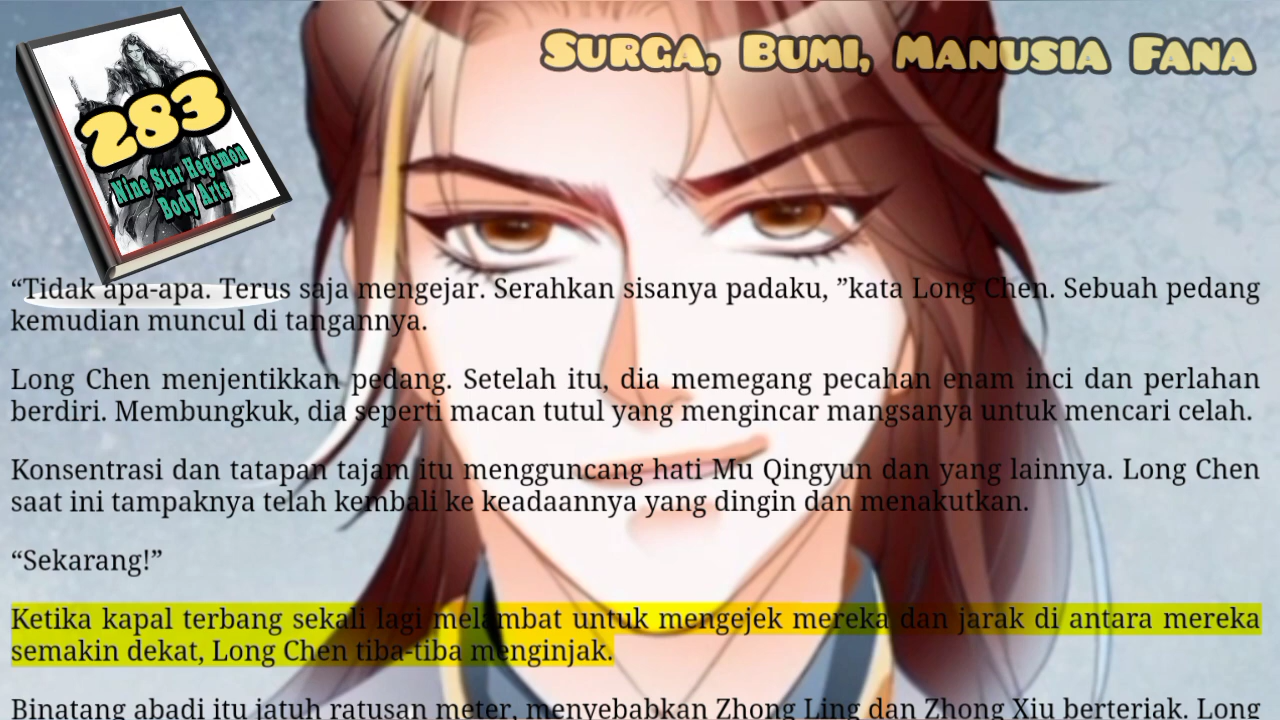 SURGA, BUMI, MANUSIA FANA
283
Nine Star Hegemon
Body Arts
“Tidak apa-apa. Terus saja mengejar. Serahkan sisanya padaku, ”kata Long Chen. Sebuah pedang
kemudian muncul di tangannya.
Long Chen menjentikkan pedang. Setelah itu, dia memegang pecahan enam inci dan perlahan
berdiri. Membungkuk, dia seperti macan tutul yang mengincar mangsanya untuk mencari celah.
Konsentrasi dan tatapan tajam itu mengguncang hati Mu Qingyun dan yang lainnya. Long Chen
saat ini tampaknya telah kembali ke keadaannya yang dingin dan menakutkan.
“Sekarang!”
Ketika kapal terbang sekali lagi melambat untuk mengejek mereka dan jarak di antara mereka
semakin dekat, Long Chen tiba-tiba menginjak.
Binatang abadi itu jatuh ratusan meter, menyebabkan Zhong Ling dan Zhong Xiu berteriak. Long